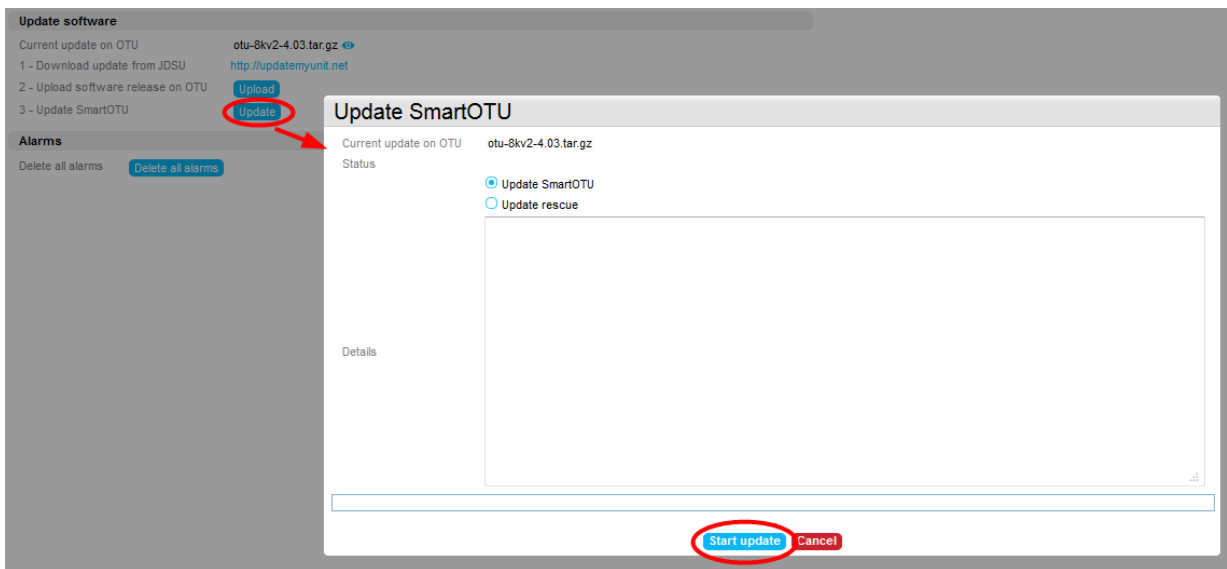 Update software
Current update on OTU otu-8kv2-4.03.tar.gz
1 - Download update from JDSU http://updatemyunit.net
2 - Upload software release on OTU Upload
3 - Update SmartOTU Update
Alarms
Delete all alarms Delete all alarms
Update SmartOTU
Current update on OTU otu-8kv2-4.03.tar.gz
Status
Update SmartOTU
Update rescue
Details
Start update Cancel